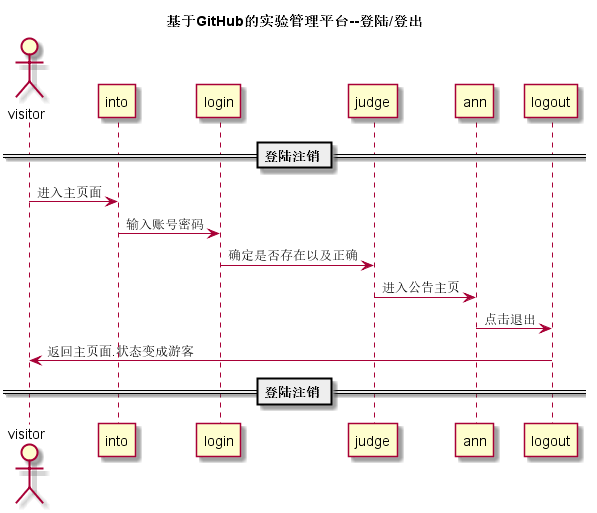 基于GitHub的实验管理平台--登陆/登出
visitor
into
login
judge
ann
logout
登陆注销
进入主页面
输入账号密码
确定是否存在以及正确
进入公告主页
点击退出
返回主页面.状态变成游客
登陆注销
visitor
into
login
judge
ann
logout